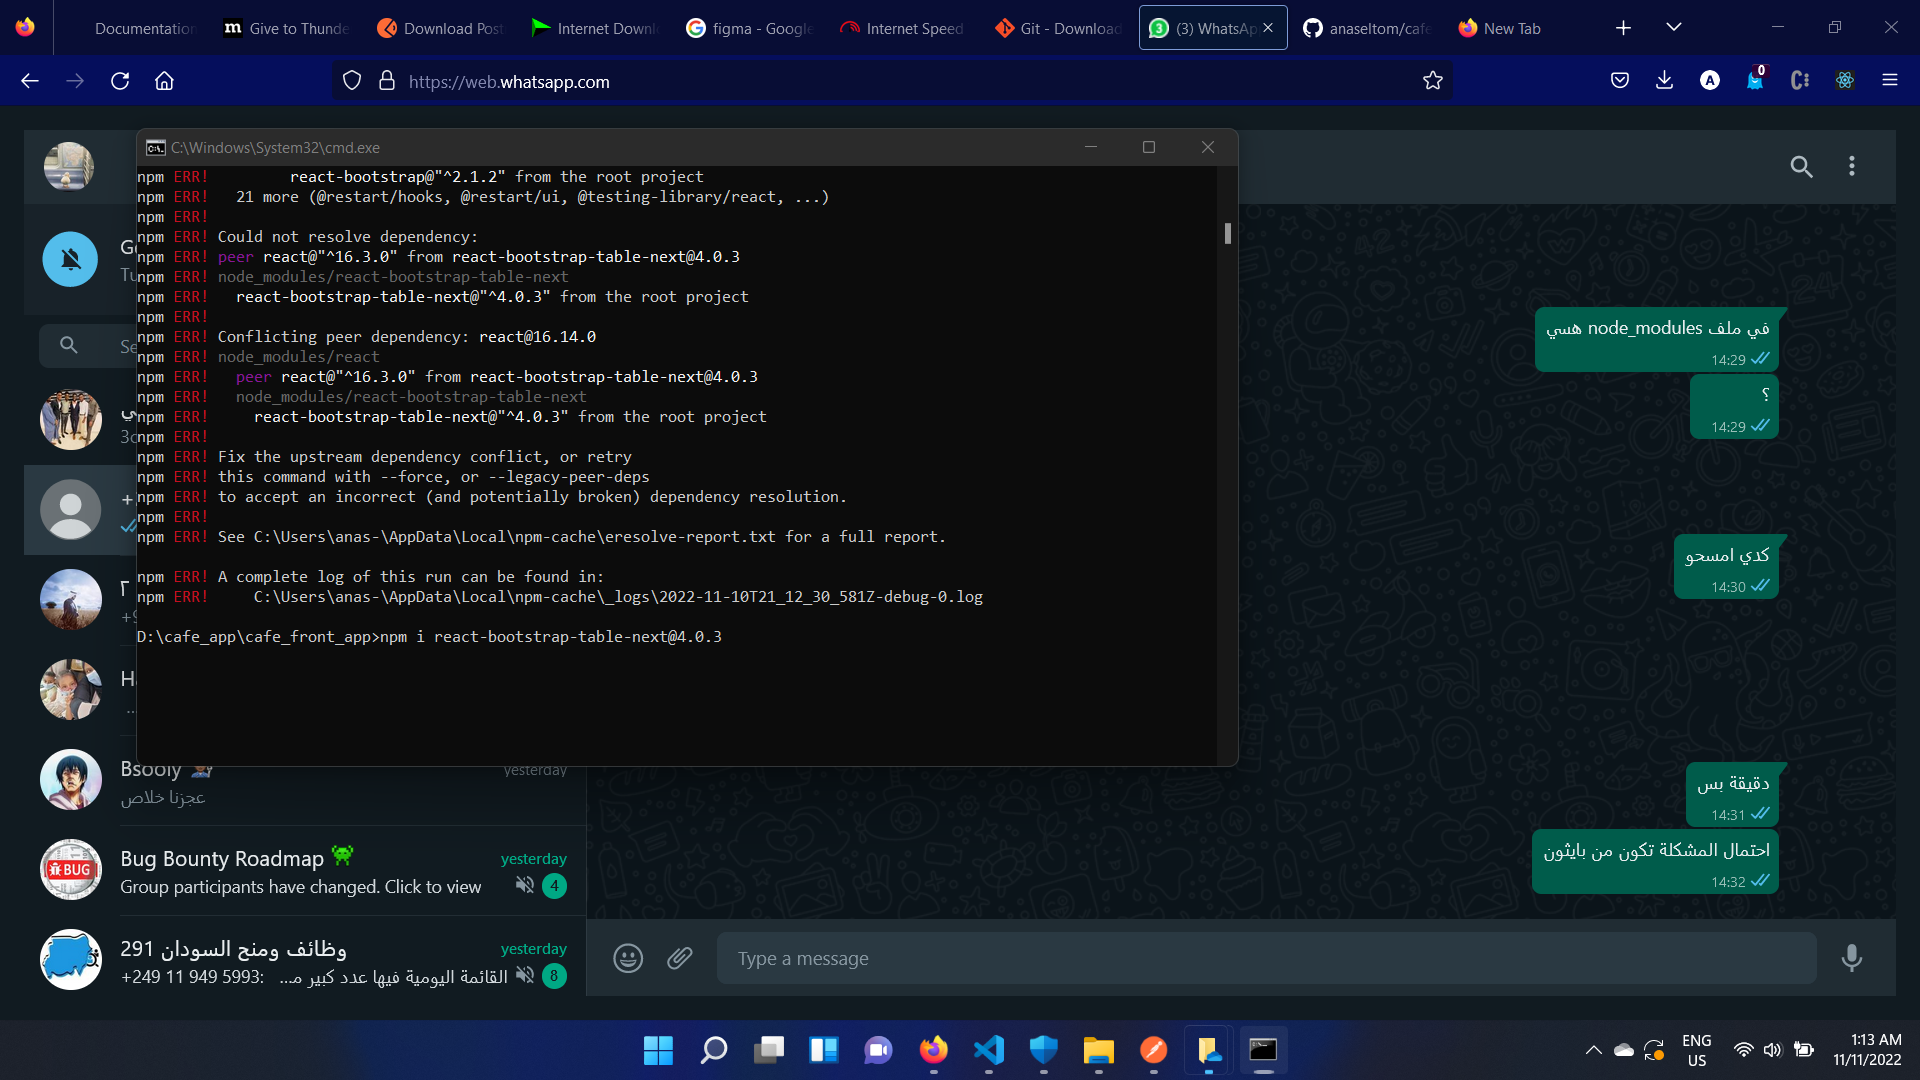 Documentation
Give to Thunde
Download Post
Internet Downl
figma - Google
Internet Speed
Git - Download
(3) WhatsAp
anaseltom/cafe
New Tab
https://web.whatsapp.com
0
C:\Windows\System32\cmd.exe
npm ERR!         react-bootstrap@"^2.1.2" from the root project
npm ERR!   21 more (@restart/hooks, @restart/ui, @testing-library/react, ...)
npm ERR!
npm ERR! Could not resolve dependency:
npm ERR! peer react@"^16.3.0" from react-bootstrap-table-next@4.0.3
npm ERR! node_modules/react-bootstrap-table-next
npm ERR!   react-bootstrap-table-next@"^4.0.3" from the root project
npm ERR!
npm ERR! Conflicting peer dependency: react@16.14.0
npm ERR! node_modules/react
npm ERR!   peer react@"^16.3.0" from react-bootstrap-table-next@4.0.3
npm ERR!   node_modules/react-bootstrap-table-next
npm ERR!     react-bootstrap-table-next@"^4.0.3" from the root project
npm ERR!
npm ERR! Fix the upstream dependency conflict, or retry
npm ERR! this command with --force, or --legacy-peer-deps
npm ERR! to accept an incorrect (and potentially broken) dependency resolution.
npm ERR!
npm ERR! See C:\Users\anas-\AppData\Local\npm-cache\eresolve-report.txt for a full report.
npm ERR! A complete log of this run can be found in:
npm ERR!     C:\Users\anas-\AppData\Local\npm-cache\_logs\2022-11-10T21_12_30_581Z-debug-0.log
D:\cafe_app\cafe_front_app>npm i react-bootstrap-table-next@4.0.3
في ملف node_modules هسي
14:29
؟
14:29
كدي امسحو
14:30
دقيقة بس
14:31
احتمال المشكلة تكون من بايثون
14:32
Bsooly
yesterday
عجزنا خلاص
Bug Bounty Roadmap
yesterday
Group participants have changed. Click to view
4
وظائف ومنح السودان 291
yesterday
+249 11 949 5993: القائمة اليومية فيها عدد كبير م...
8
Type a message
ENG
US
1:13 AM
11/11/2022